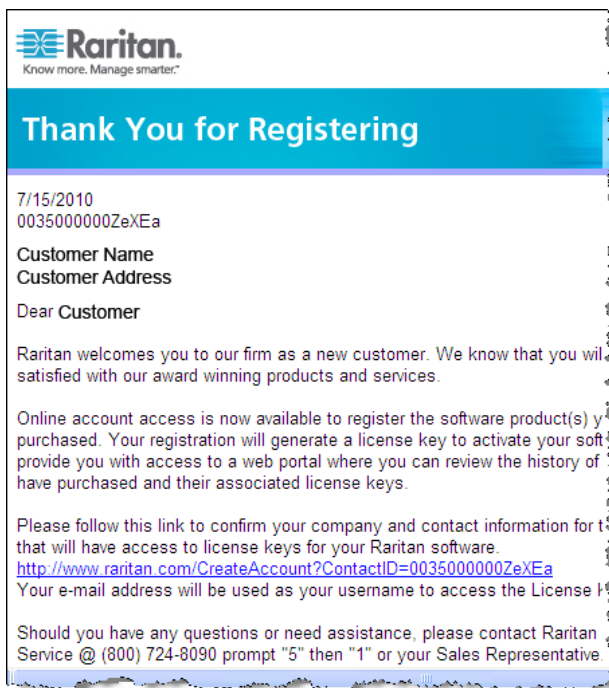 Raritan.
Know more. Manage smarter.™
Thank You for Registering
7/15/2010
0035000000ZeXEa
Customer Name
Customer Address
Dear Customer
Raritan welcomes you to our firm as a new customer. We know that you wil
satisfied with our award winning products and services.
Online account access is now available to register the software product(s) y
purchased. Your registration will generate a license key to activate your soft
provide you with access to a web portal where you can review the history of
have purchased and their associated license keys.
Please follow this link to confirm your company and contact information for t
that will have access to license keys for your Raritan software.
http://www.raritan.com/CreateAccount?ContactID=0035000000ZeXEa
Your e-mail address will be used as your username to access the License
Should you have any questions or need assistance, please contact Raritan
Service @ (800) 724-8090 prompt "5" then "1" or your Sales Representative.